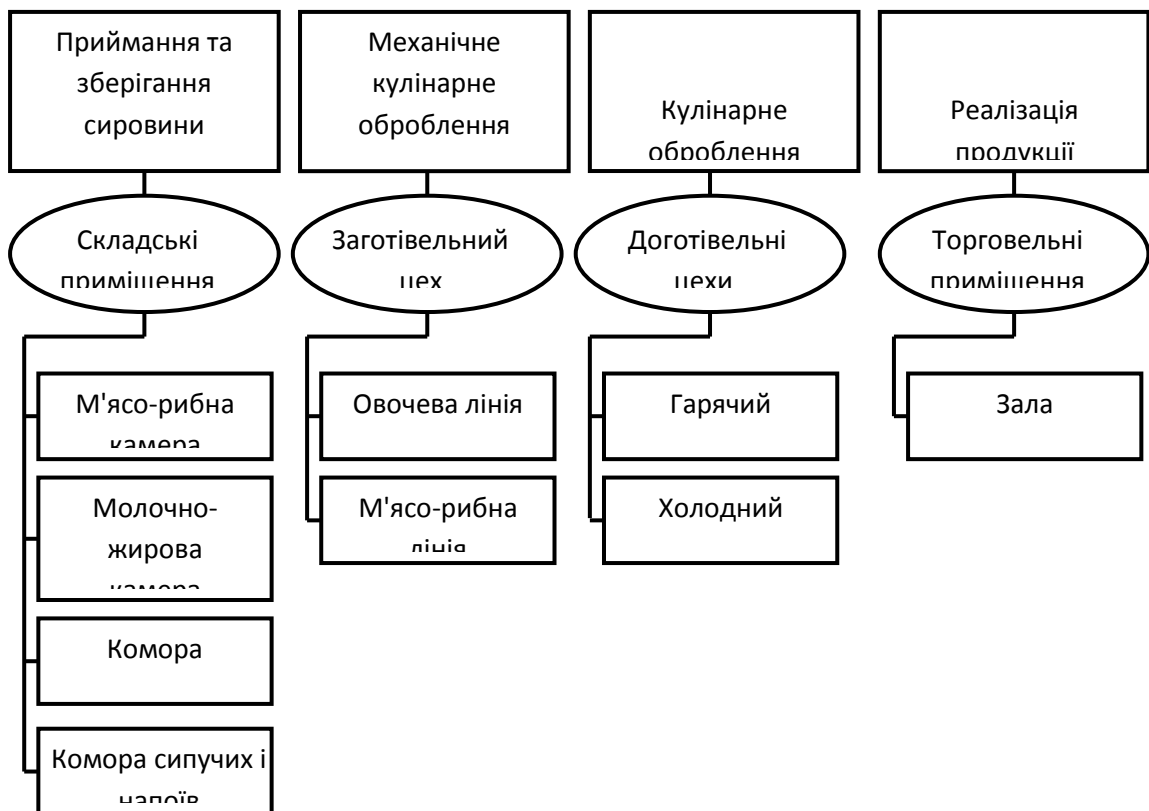 Приймання та
зберігання
сировини
Механічне
кулінарне
оброблення
Кулінарне
оброблення
Реалізація
продукції
Складські
приміщення
Заготівельний
цех
Доготівельні
цехи
Торговельні
приміщення
М'ясо-рибна
камера
Молочно-
жирова
камера
Комора
Комора сипучих і
напоїв
Овочева лінія
М'ясо-рибна
лінія
Гарячий
Холодний
Зала